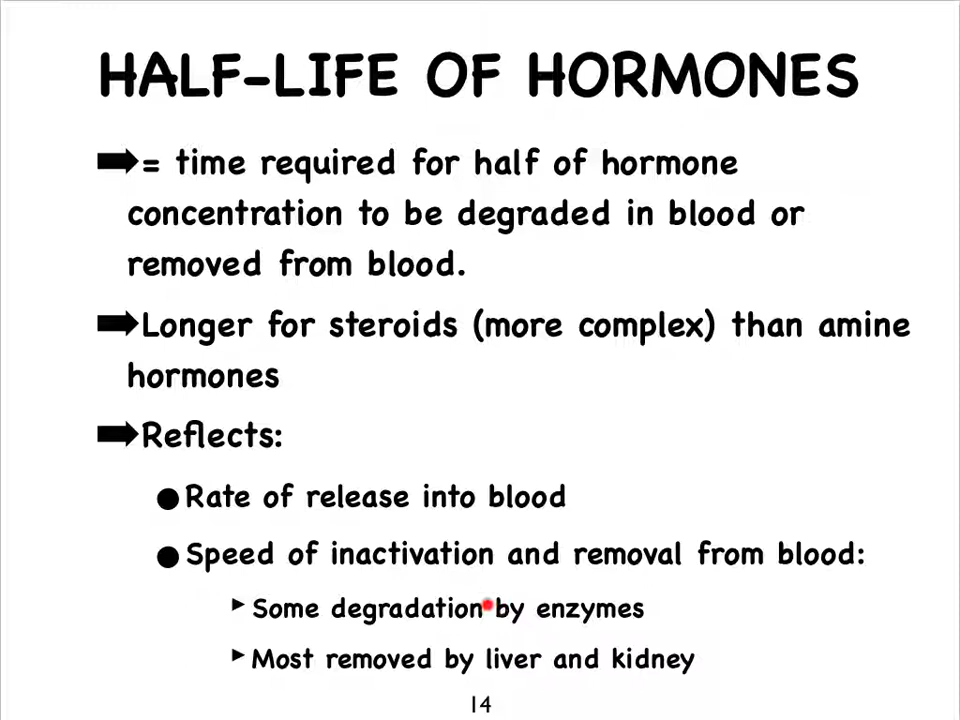 HALF-LIFE OF HORMONES
➡= time required for half of hormone
concentration to be degraded in blood or
removed from blood.
➡Longer for steroids (more complex) than amine
hormones
➡Reflects:
●Rate of release into blood
●Speed of inactivation and removal from blood:
▸Some degradation by enzymes
▸Most removed by liver and kidney
14